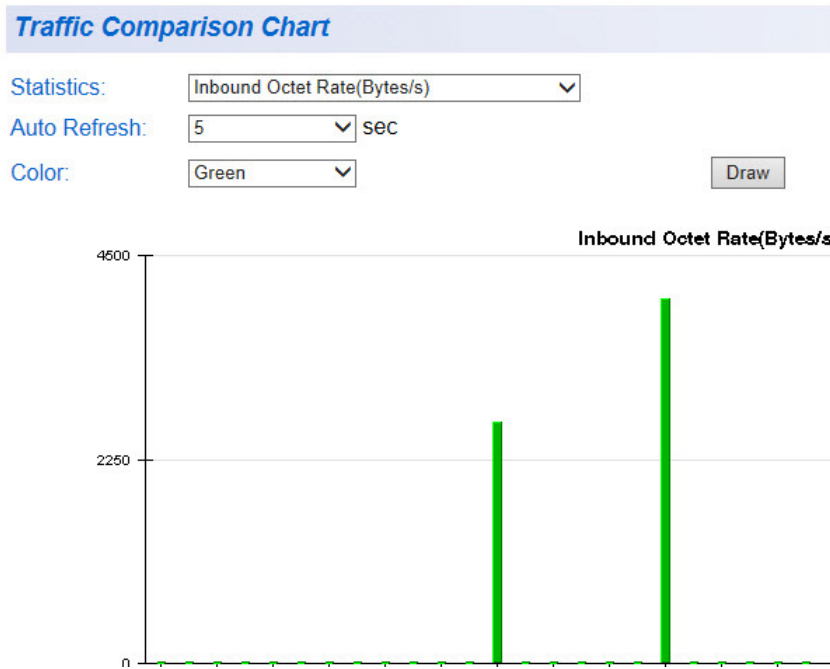 Traffic Comparison Chart
Statistics: Inbound Octet Rate(Bytes/s)
Auto Refresh: 5 sec
Color: Green Draw
Inbound Octet Rate(Bytes/s
4500
2250
0